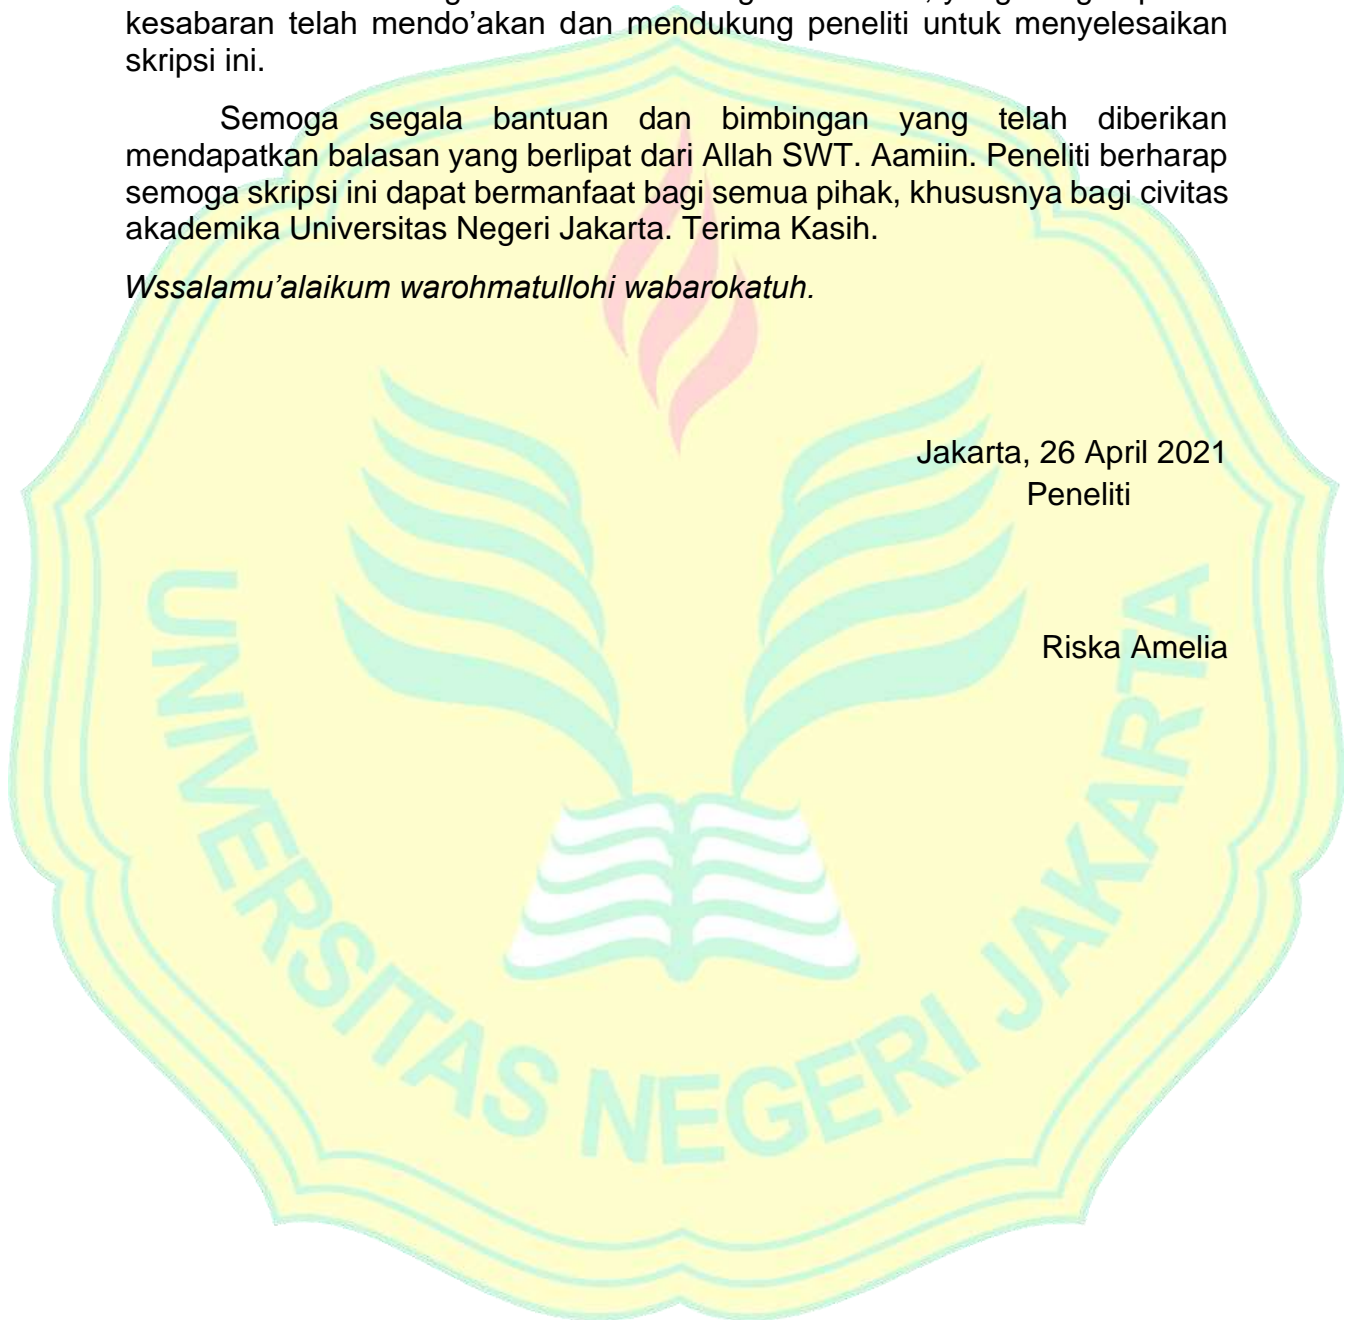 kesabaran telah mendo’akan dan mendukung peneliti untuk menyelesaikan
skripsi ini.
Semoga segala bantuan dan bimbingan yang telah diberikan
mendapatkan balasan yang berlipat dari Allah SWT. Aamiin. Peneliti berharap
semoga skripsi ini dapat bermanfaat bagi semua pihak, khususnya bagi civitas
akademika Universitas Negeri Jakarta. Terima Kasih.
Wssalamu’alaikum warohmatullohi wabarokatuh.
Jakarta, 26 April 2021
Peneliti
Riska Amelia
UNIVERSITAS NEGERI JAKARTA